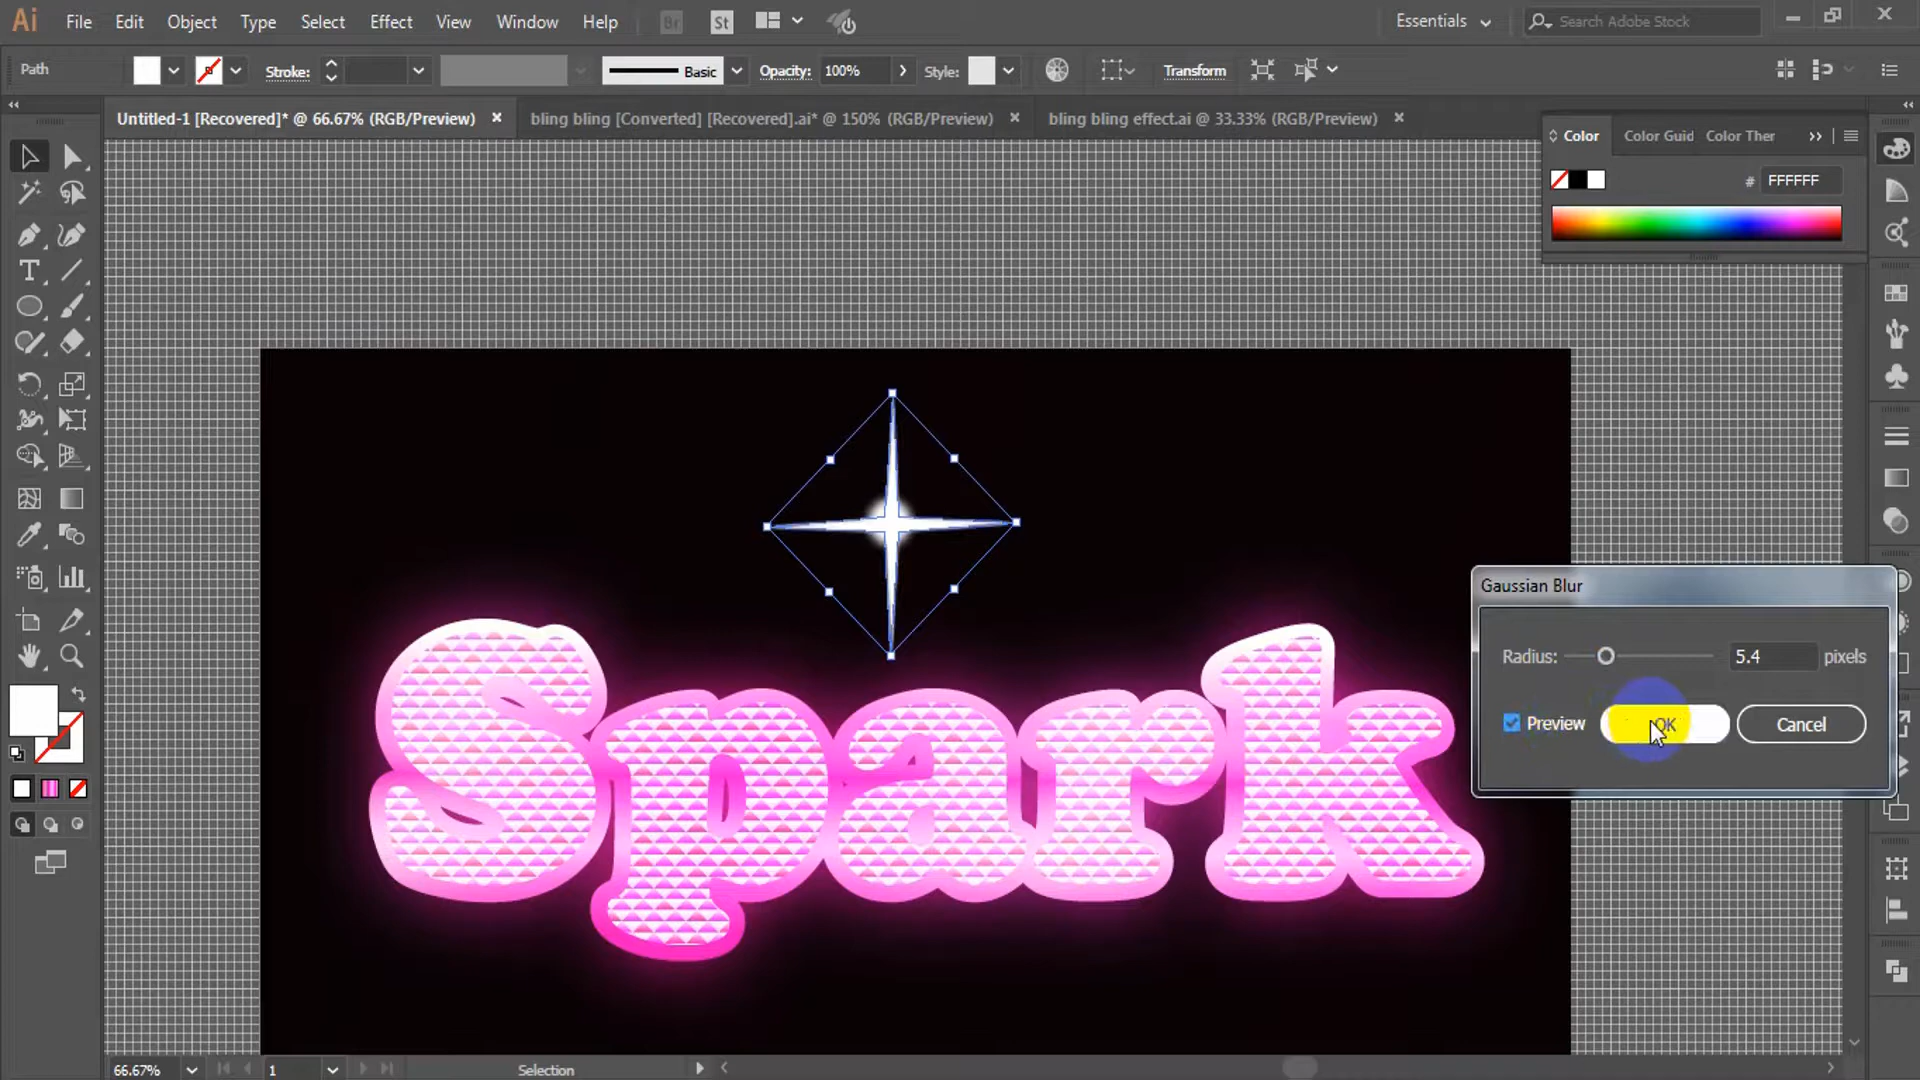 Ai File Edit Object Type Select Effect View Window Help Br St Essentials Search Adobe Stock
Path Stroke: Basic Opacity: 100% Style: Transform
Untitled-1 [Recovered]* @ 66.67% (RGB/Preview) bling bling [Converted] [Recovered].ai* @ 150% (RGB/Preview) bling bling effect.ai @ 33.33% (RGB/Preview)
Color Color Guid Color Ther
# FFFFFF
Gaussian Blur
Radius: 5.4 pixels
Preview OK Cancel
Spark
66.67% 1 Selection